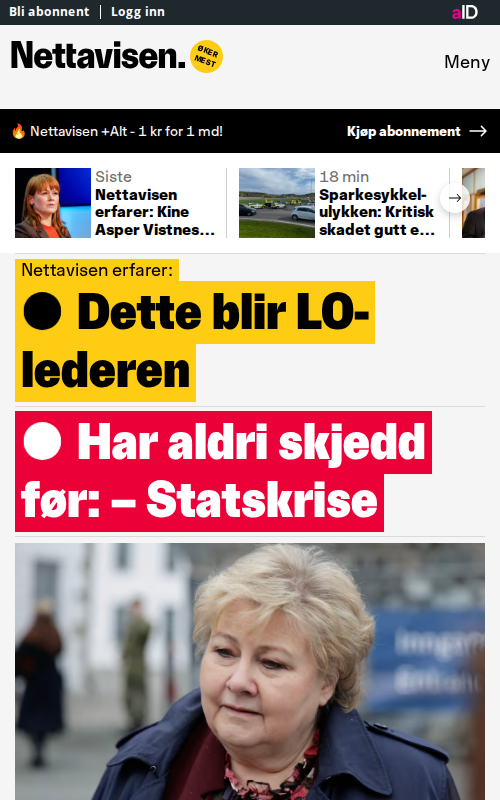 Bli abonnent | Logg inn
aID
Nettavisen.
ØKER
MEST
Meny
Nettavisen +Alt - 1 kr for 1 md!
Kjøp abonnement
Siste
Nettavisen
erfarer: Kine
Asper Vistnes...
18 min
Sparkesykkel-
ulykken: Kritisk
skadet gutt e...
Nettavisen erfarer:
Dette blir LO-
lederen
Har aldri skjedd
før: – Statskrise